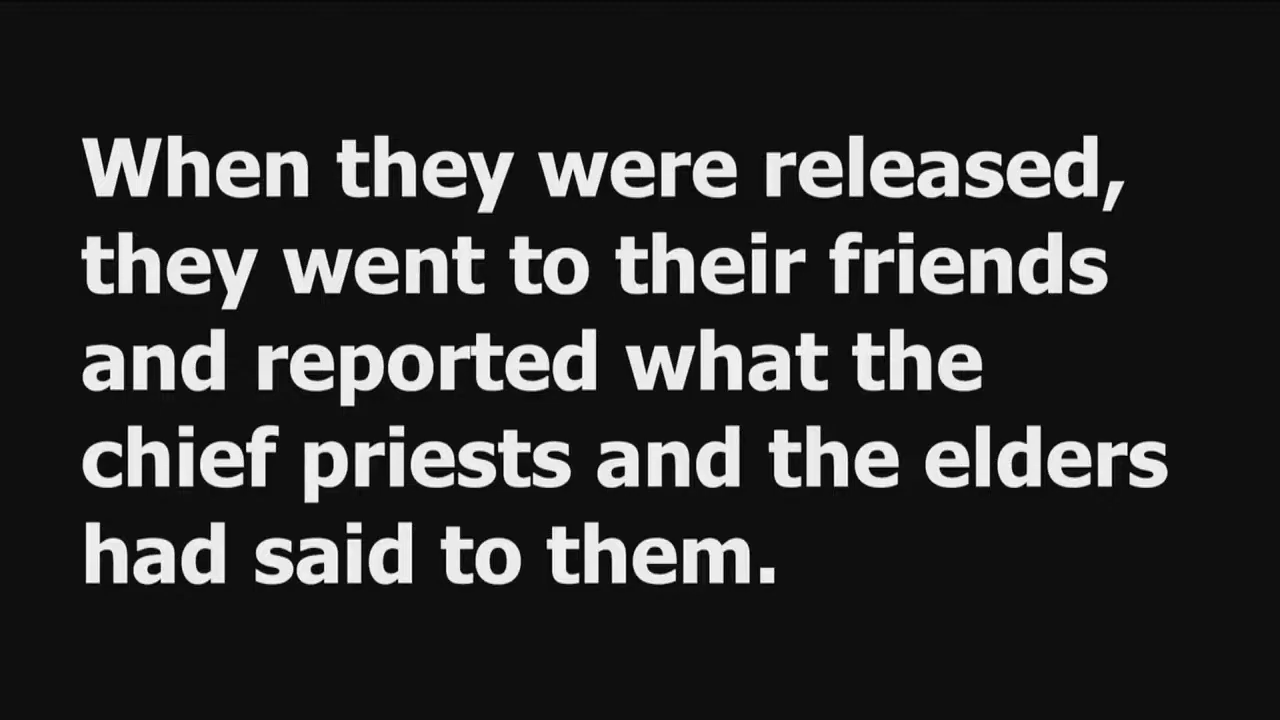 When they were released,
they went to their friends
and reported what the
chief priests and the elders
had said to them.